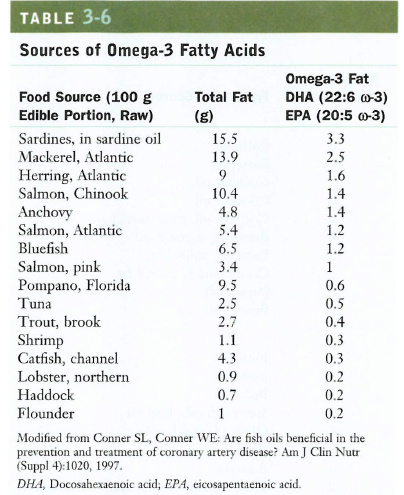 TABLE 3-6
Sources of Omega-3 Fatty Acids
Omega-3 Fat
Food Source (100 g Total Fat DHA (22:6 ω-3)
Edible Portion, Raw) (g) EPA (20:5 ω-3)
Sardines, in sardine oil 15.5 3.3
Mackerel, Atlantic 13.9 2.5
Herring, Atlantic 9 1.6
Salmon, Chinook 10.4 1.4
Anchovy 4.8 1.4
Salmon, Atlantic 5.4 1.2
Bluefish 6.5 1.2
Salmon, pink 3.4 1
Pompano, Florida 9.5 0.6
Tuna 2.5 0.5
Trout, brook 2.7 0.4
Shrimp 1.1 0.3
Catfish, channel 4.3 0.3
Lobster, northern 0.9 0.2
Haddock 0.7 0.2
Flounder 1 0.2
Modified from Conner SL, Conner WE: Are fish oils beneficial in the
prevention and treatment of coronary artery disease? Am J Clin Nutr
(Suppl 4):1020, 1997.
DHA, Docosahexaenoic acid; EPA, eicosapentaenoic acid.